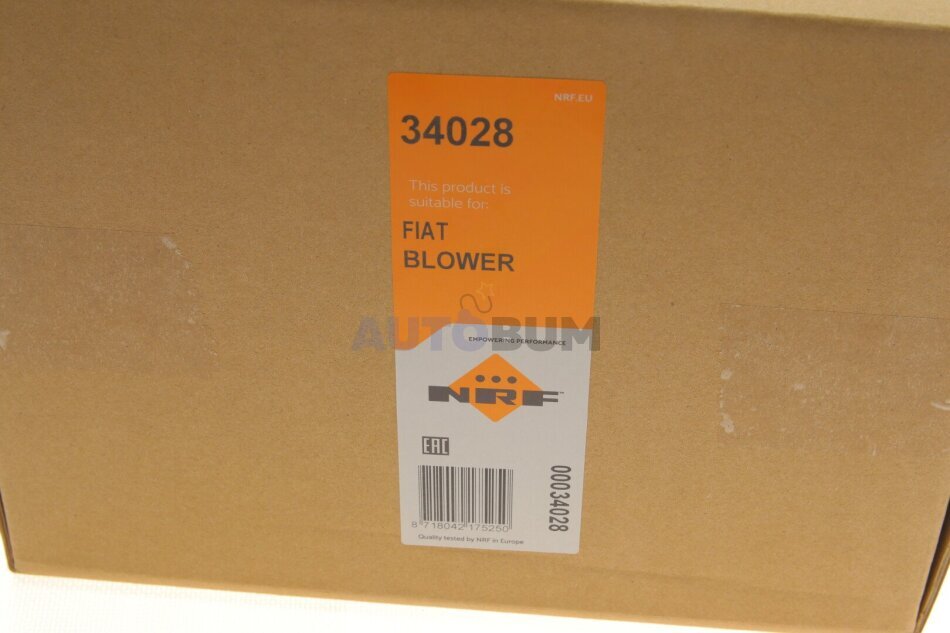 NRF.EU
34028
This product is
suitable for:
FIAT
BLOWER
AUTOBUM
EMPOWERING PERFORMANCE
NRF™
EAC
00034028
8 718042 175250
Quality tested by NRF in Europe